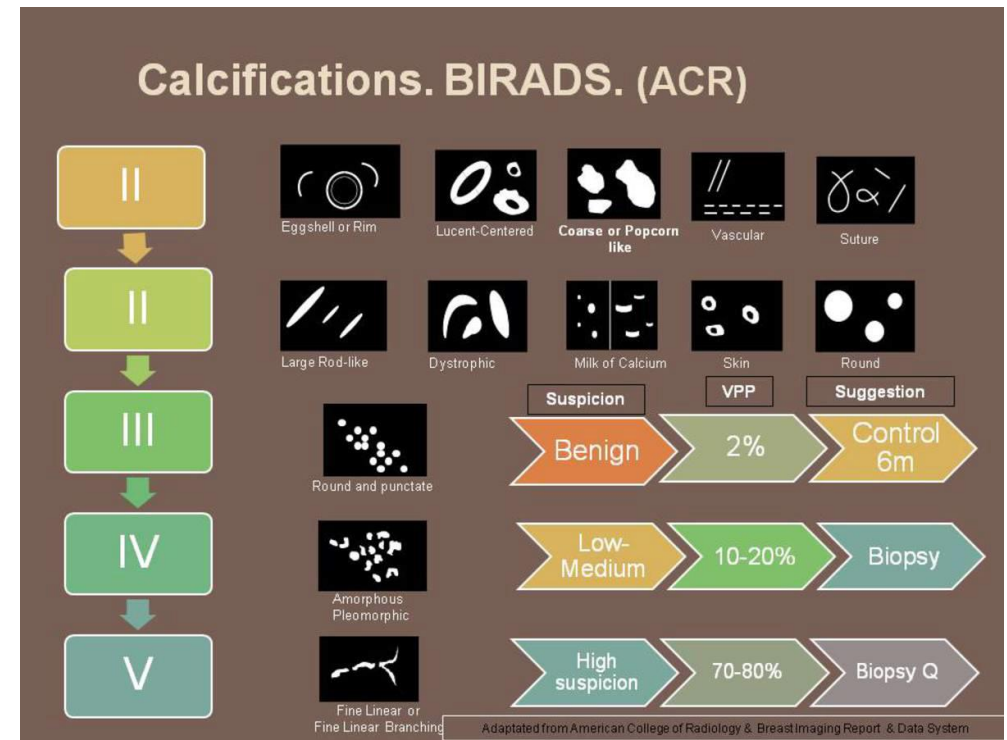 Calcifications. BIRADS. (ACR)
II
Eggshell or Rim
Lucent-Centered
Coarse or Popcorn
like
Vascular
Suture
II
Large Rod-like
Dystrophic
Milk of Calcium
Skin
Round
Suspicion
VPP
Suggestion
III
Round and punctate
Benign
2%
Control
6m
IV
Amorphous
Pleomorphic
Low-
Medium
10-20%
Biopsy
V
Fine Linear or
Fine Linear Branching
High
suspicion
70-80%
Biopsy Q
Adaptated from American College of Radiology & Breast Imaging Report & Data System